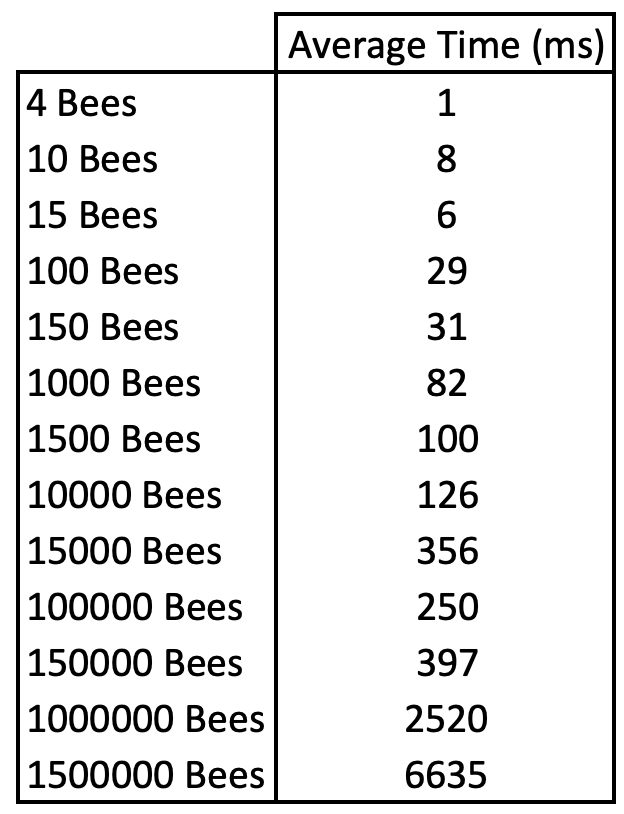 Average Time (ms)
4 Bees 1
10 Bees 8
15 Bees 6
100 Bees 29
150 Bees 31
1000 Bees 82
1500 Bees 100
10000 Bees 126
15000 Bees 356
100000 Bees 250
150000 Bees 397
1000000 Bees 2520
1500000 Bees 6635